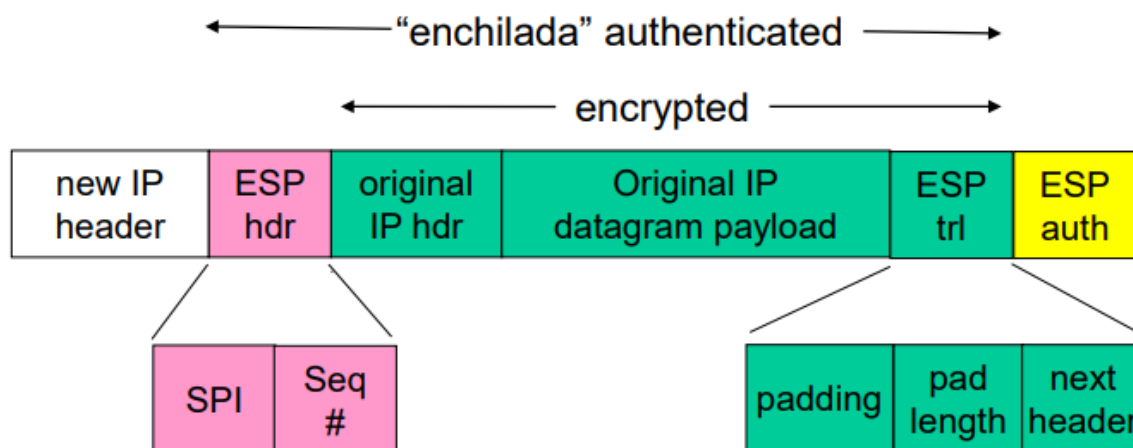 “enchilada” authenticated
encrypted
new IP
header
ESP
hdr
original
IP hdr
Original IP
datagram payload
ESP
trl
ESP
auth
SPI
Seq
#
padding
pad
length
next
header